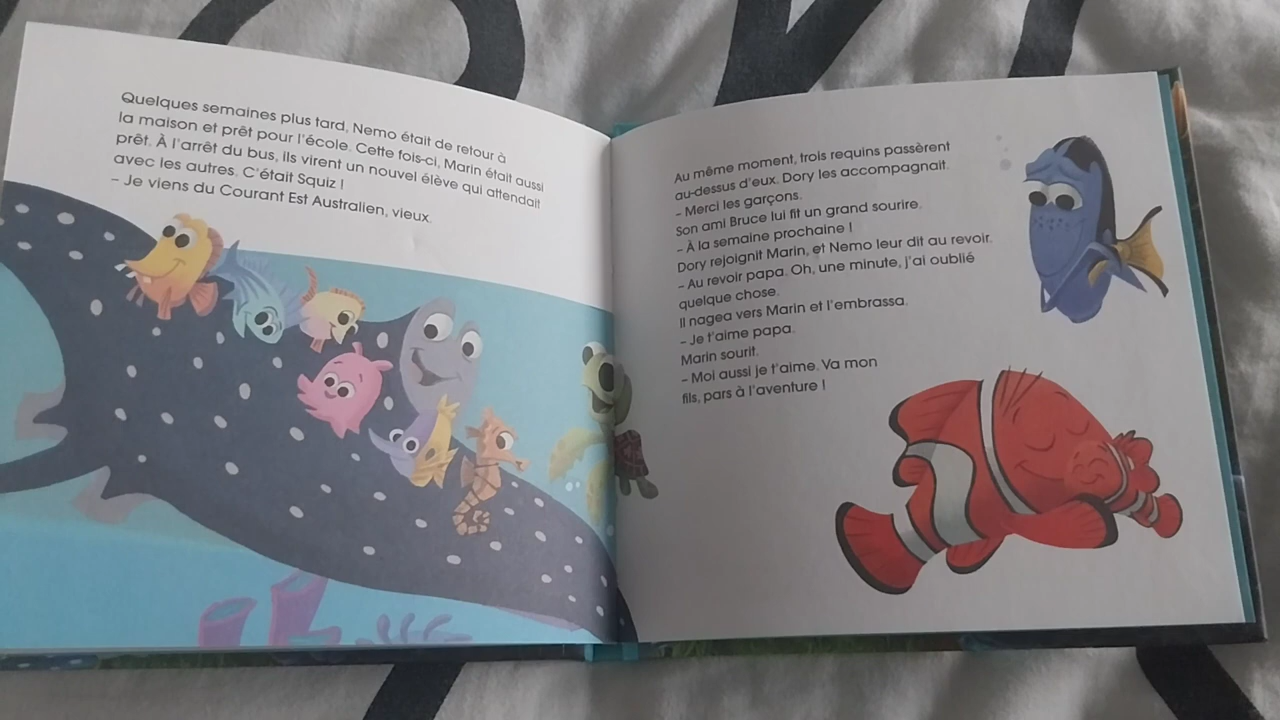 Quelques semaines plus tard, Nemo était de retour à
la maison et prêt pour l'école. Cette fois-ci, Marin était aussi
prêt. À l'arrêt du bus, ils virent un nouvel élève qui attendait
avec les autres. C'était Squiz !
– Je viens du Courant Est Australien, vieux.
Au même moment, trois requins passèrent
au-dessus d'eux. Dory les accompagnait.
– Merci les garçons.
Son ami Bruce lui fit un grand sourire.
– À la semaine prochaine !
Dory rejoignit Marin, et Nemo leur dit au revoir.
– Au revoir papa. Oh, une minute, j'ai oublié
quelque chose.
Il nagea vers Marin et l'embrassa.
– Je t'aime papa.
Marin sourit.
– Moi aussi je t'aime. Va mon
fils, pars à l'aventure !